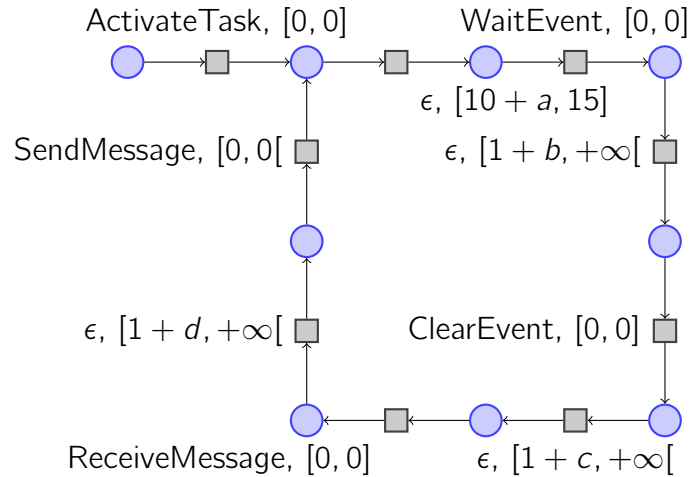 ActivateTask, [0, 0]
WaitEvent, [0, 0]
ϵ, [10 + a, 15]
SendMessage, [0, 0[
ϵ, [1 + b, +∞[
ϵ, [1 + d, +∞[
ClearEvent, [0, 0]
ReceiveMessage, [0, 0]
ϵ, [1 + c, +∞[